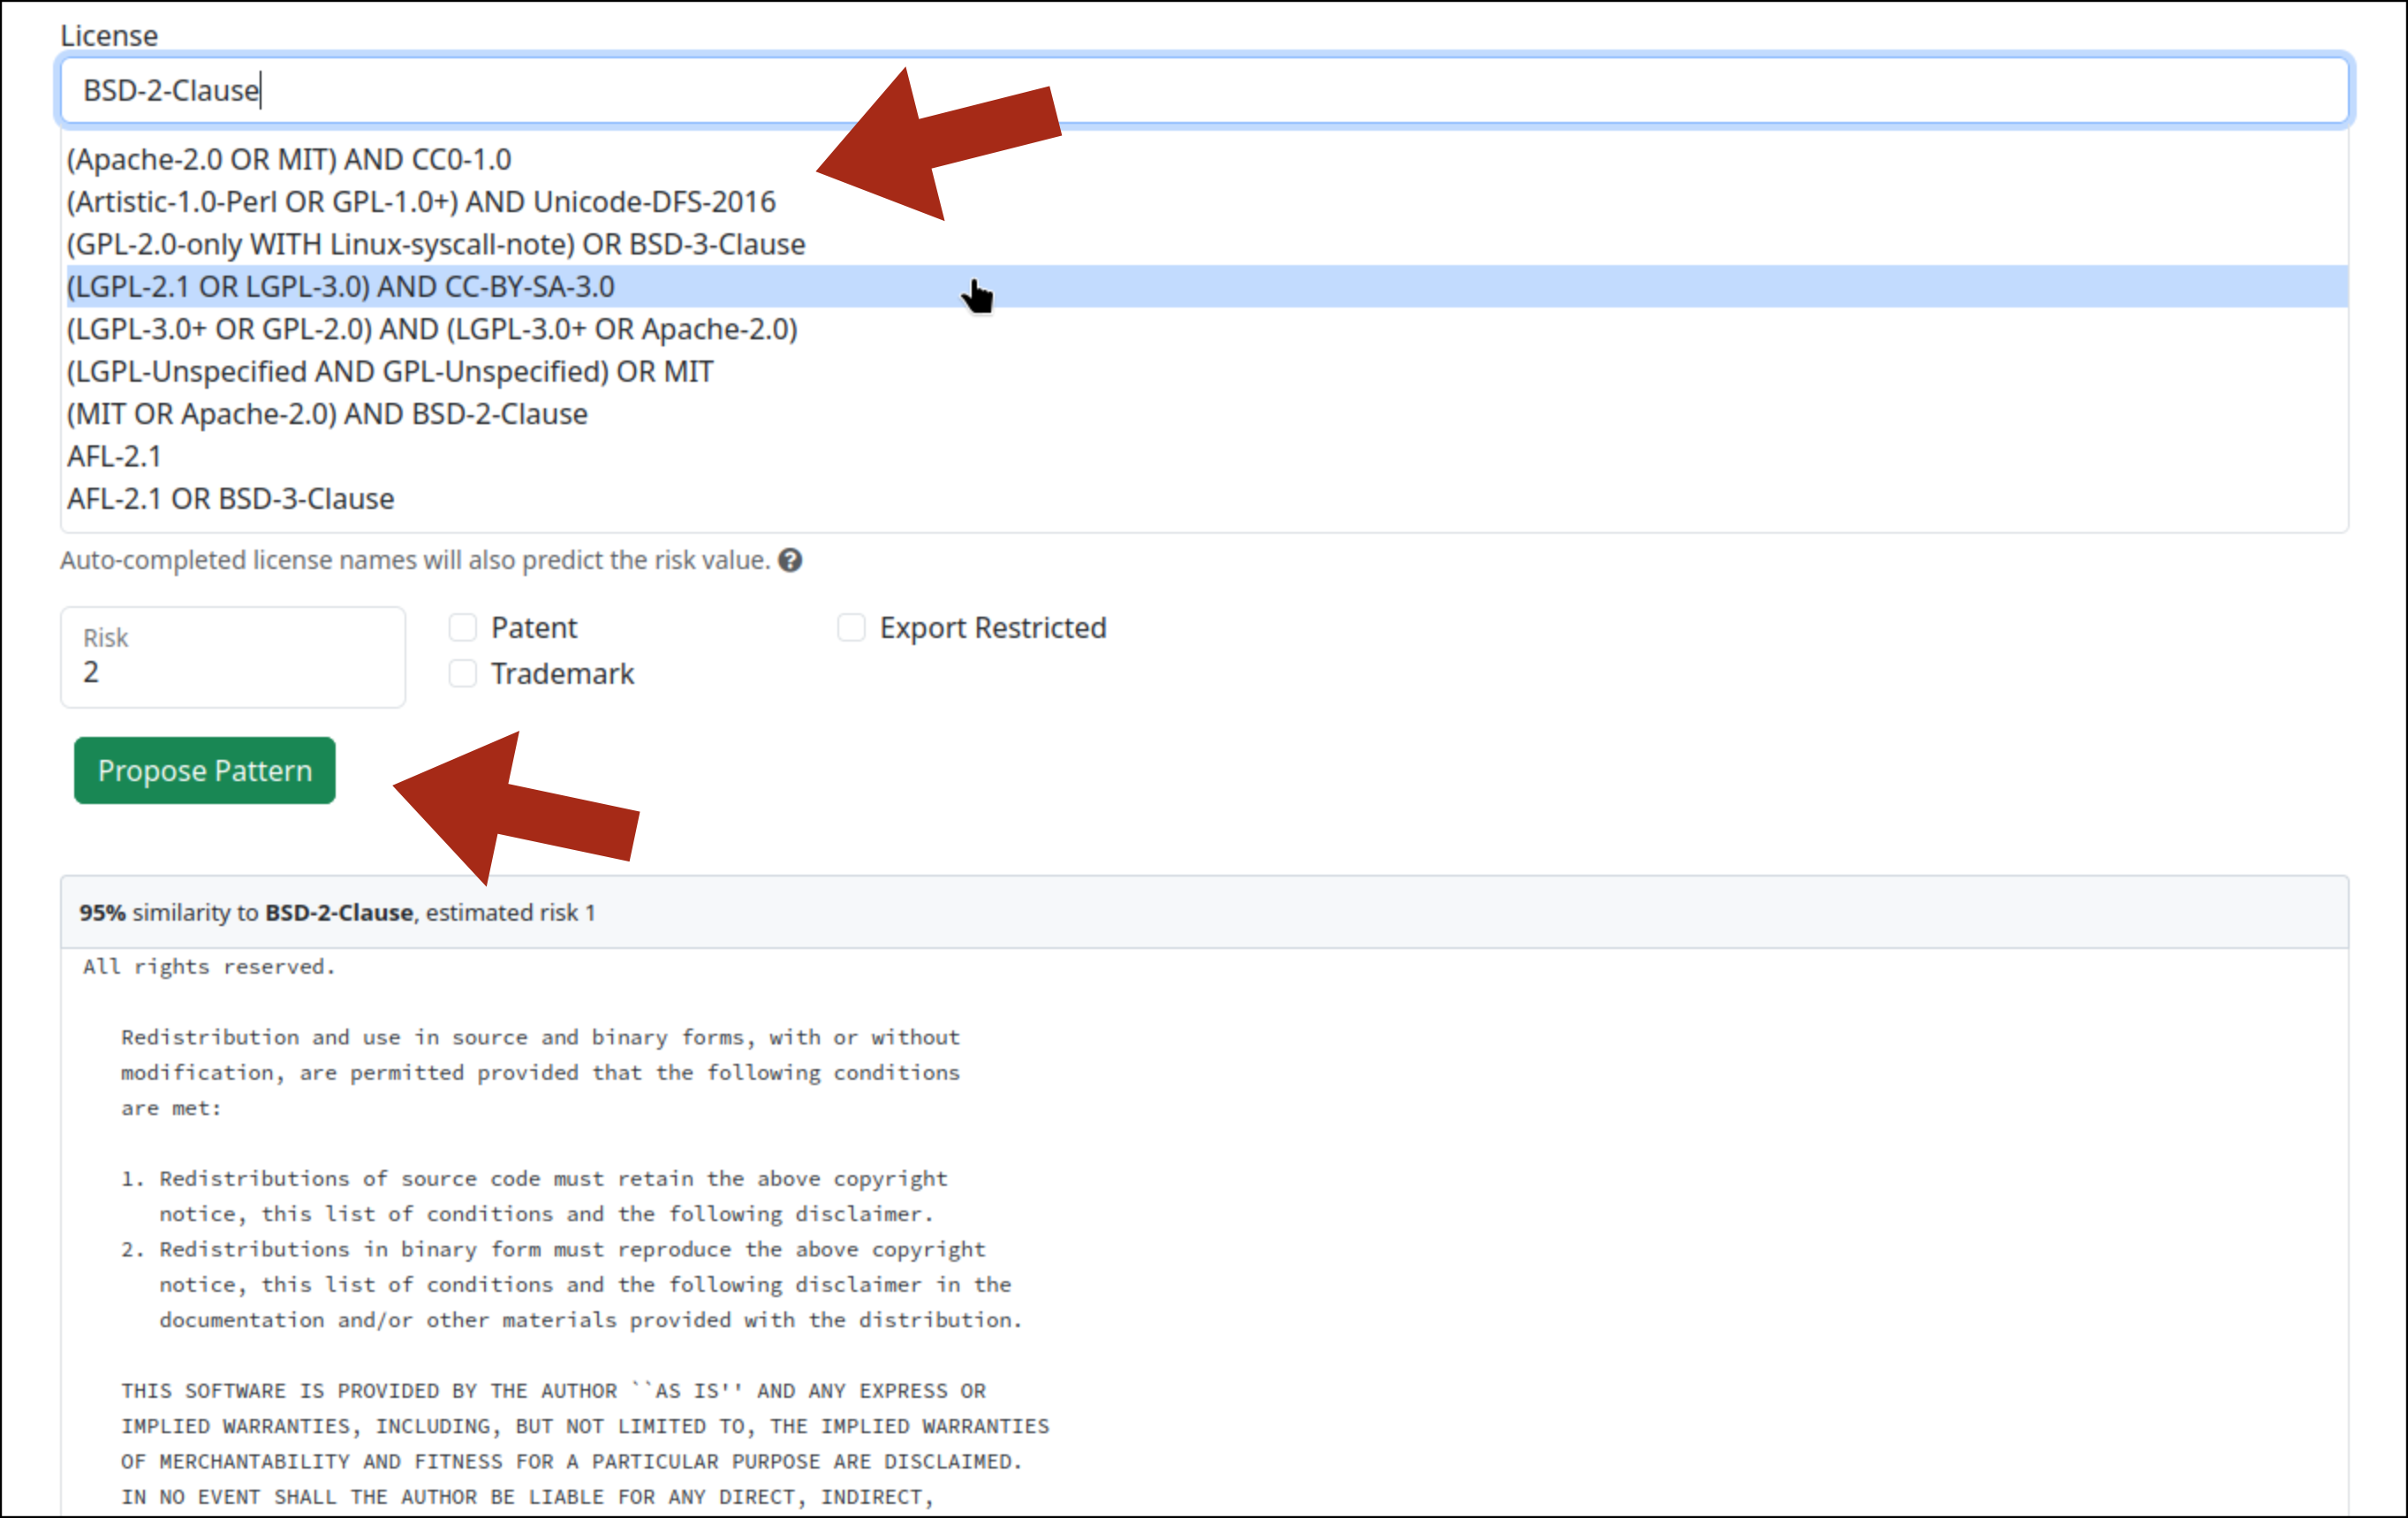 License
BSD-2-Clause
(Apache-2.0 OR MIT) AND CC0-1.0
(Artistic-1.0-Perl OR GPL-1.0+) AND Unicode-DFS-2016
(GPL-2.0-only WITH Linux-syscall-note) OR BSD-3-Clause
(LGPL-2.1 OR LGPL-3.0) AND CC-BY-SA-3.0
(LGPL-3.0+ OR GPL-2.0) AND (LGPL-3.0+ OR Apache-2.0)
(LGPL-Unspecified AND GPL-Unspecified) OR MIT
(MIT OR Apache-2.0) AND BSD-2-Clause
AFL-2.1
AFL-2.1 OR BSD-3-Clause
Auto-completed license names will also predict the risk value. ?
Risk
2
Patent
Export Restricted
Trademark
Propose Pattern
95% similarity to BSD-2-Clause, estimated risk 1
All rights reserved.
Redistribution and use in source and binary forms, with or without
modification, are permitted provided that the following conditions
are met:
1. Redistributions of source code must retain the above copyright
notice, this list of conditions and the following disclaimer.
2. Redistributions in binary form must reproduce the above copyright
notice, this list of conditions and the following disclaimer in the
documentation and/or other materials provided with the distribution.
THIS SOFTWARE IS PROVIDED BY THE AUTHOR ``AS IS'' AND ANY EXPRESS OR
IMPLIED WARRANTIES, INCLUDING, BUT NOT LIMITED TO, THE IMPLIED WARRANTIES
OF MERCHANTABILITY AND FITNESS FOR A PARTICULAR PURPOSE ARE DISCLAIMED.
IN NO EVENT SHALL THE AUTHOR BE LIABLE FOR ANY DIRECT, INDIRECT,